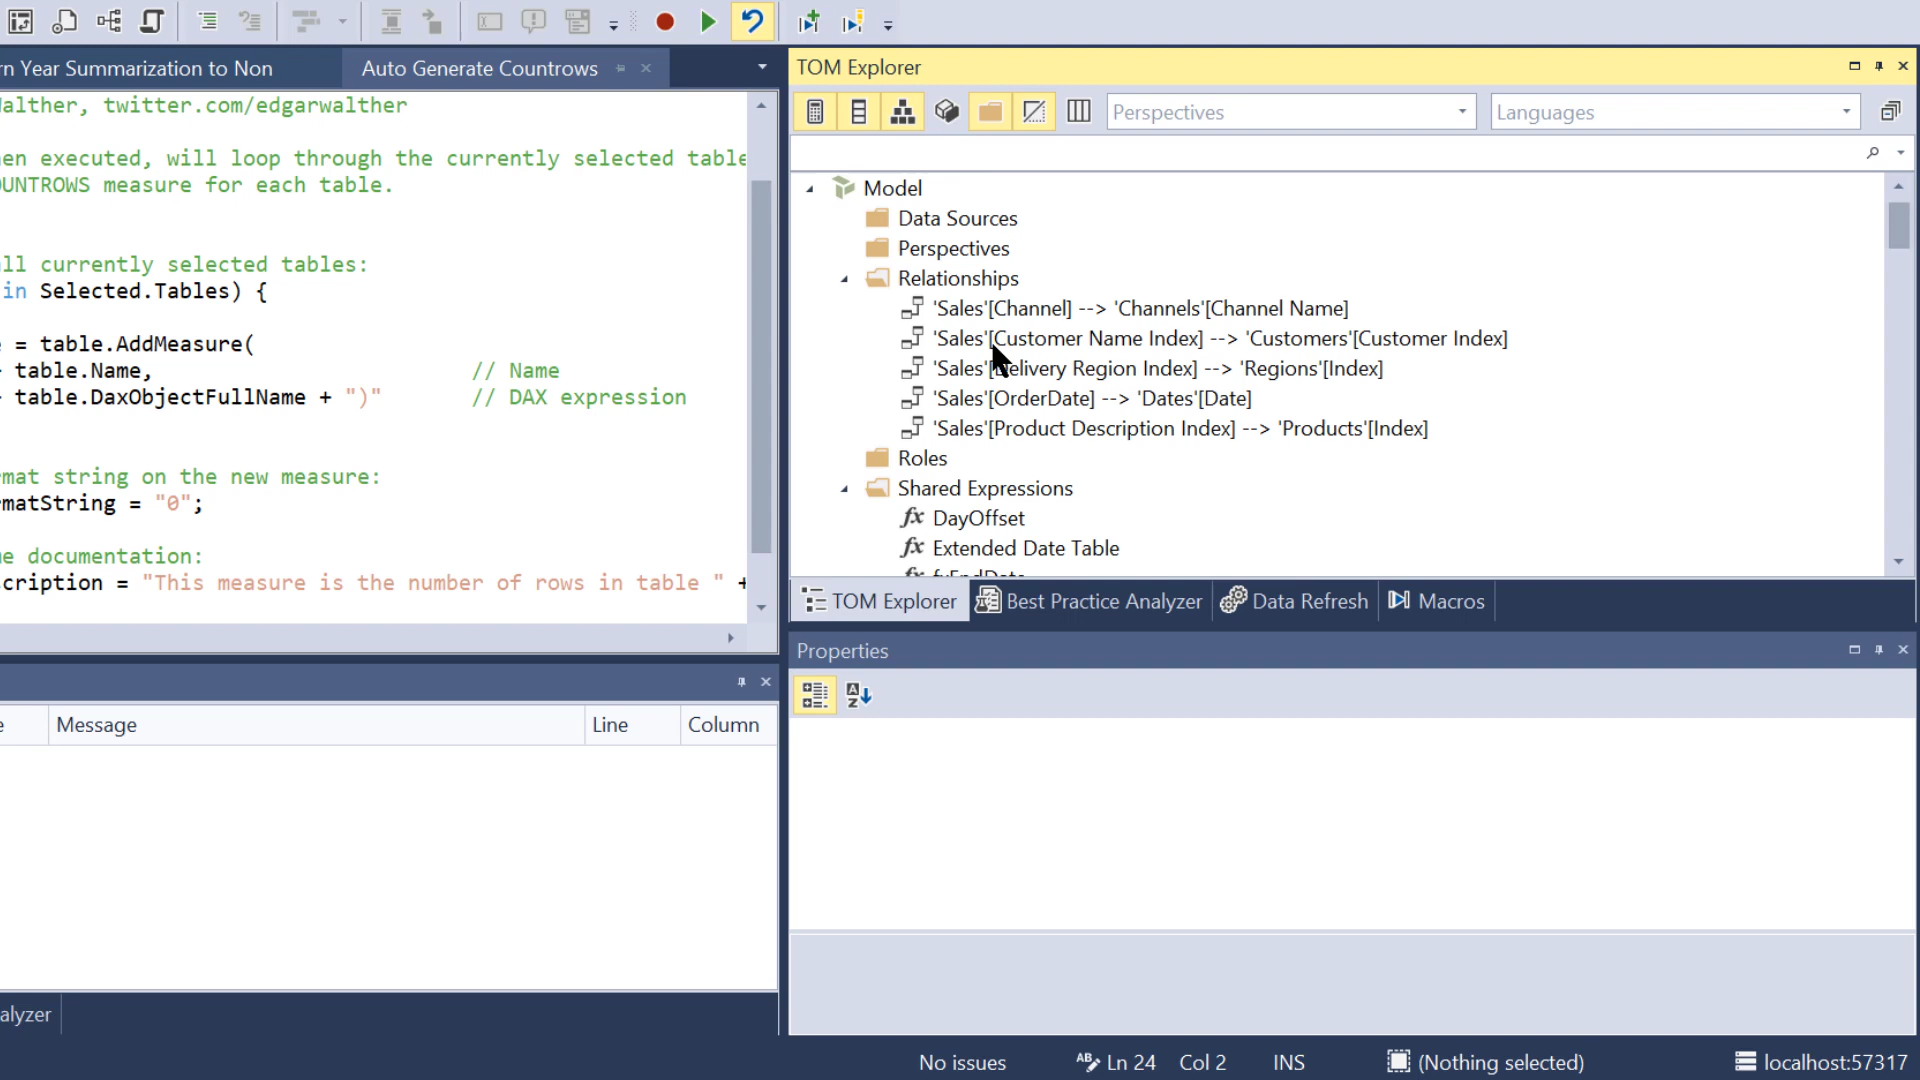 rn Year Summarization to Non
Auto Generate Countrows
alther, twitter.com/edgarwalther
en executed, will loop through the currently selected table
OUNTROWS measure for each table.
ll currently selected tables:
in Selected.Tables) {
e = table.AddMeasure(
table.Name, // Name
table.DaxObjectFullName + ")" // DAX expression
rmat string on the new measure:
matString = "0";
e documentation:
cription = "This measure is the number of rows in table " +
Message Line Column
alyzer
TOM Explorer
Perspectives
Languages
Model
Data Sources
Perspectives
Relationships
'Sales'[Channel] --> 'Channels'[Channel Name]
'Sales'[Customer Name Index] --> 'Customers'[Customer Index]
'Sales'[Delivery Region Index] --> 'Regions'[Index]
'Sales'[OrderDate] --> 'Dates'[Date]
'Sales'[Product Description Index] --> 'Products'[Index]
Roles
Shared Expressions
DayOffset
Extended Date Table
fxEndDate
TOM Explorer
Best Practice Analyzer
Data Refresh
Macros
Properties
No issues
Ln 24
Col 2
INS
(Nothing selected)
localhost:57317